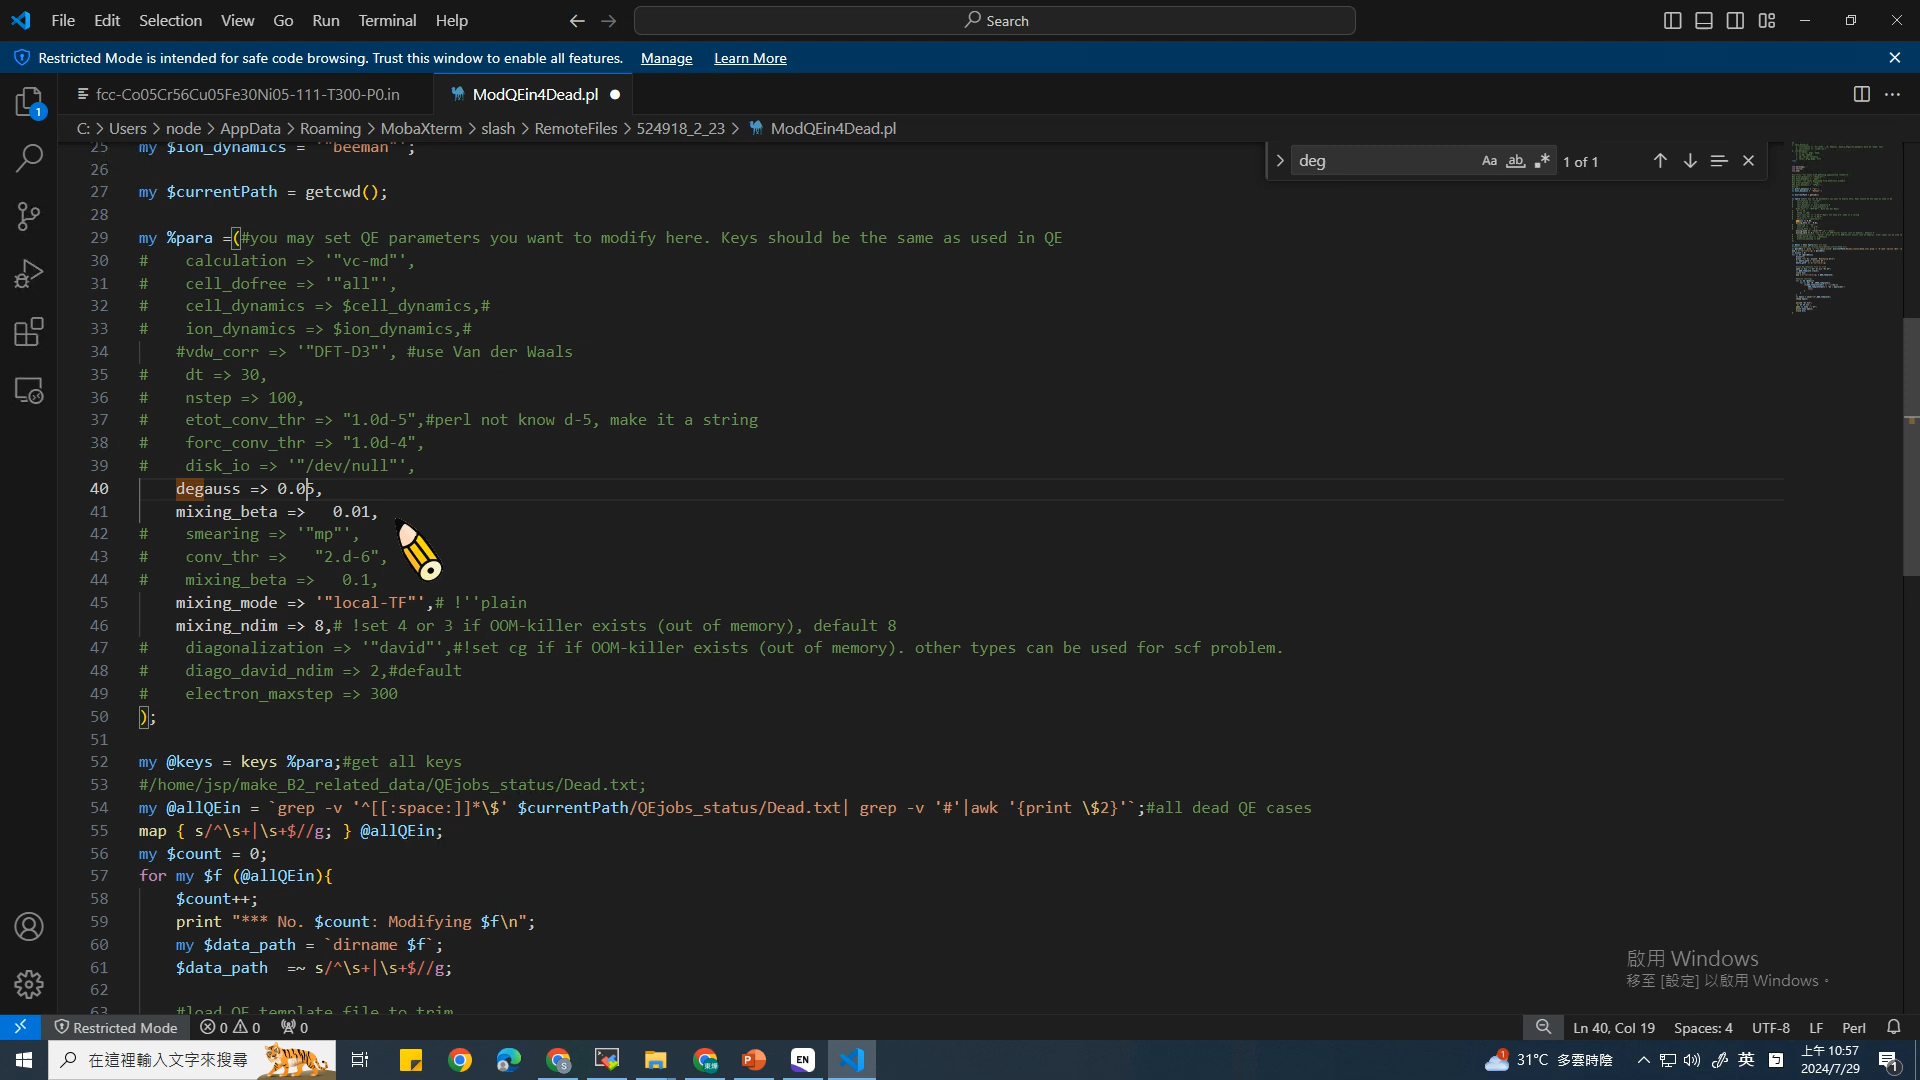 File Edit Selection View Go Run Terminal Help Search
Restricted Mode is intended for safe code browsing. Trust this window to enable all features. Manage Learn More
fcc-Co05Cr56Cu05Fe30Ni05-111-T300-P0.in ModQEin4Dead.pl
C: > Users > node > AppData > Roaming > MobaXterm > slash > RemoteFiles > 524918_2_23 > ModQEin4Dead.pl
deg Aa ab 1 of 1
25 my $ion_dynamics = '"beeman"';
26
27 my $currentPath = getcwd();
28
29 my %para =(#you may set QE parameters you want to modify here. Keys should be the same as used in QE
30 # calculation => '"vc-md"',
31 # cell_dofree => '"all"',
32 # cell_dynamics => $cell_dynamics,#
33 # ion_dynamics => $ion_dynamics,#
34 #vdw_corr => '"DFT-D3"', #use Van der Waals
35 # dt => 30,
36 # nstep => 100,
37 # etot_conv_thr => "1.0d-5",#perl not know d-5, make it a string
38 # forc_conv_thr => "1.0d-4",
39 # disk_io => '"/dev/null"',
40 degauss => 0.05,
41 mixing_beta => 0.01,
42 # smearing => '"mp"',
43 # conv_thr => "2.d-6",
44 # mixing_beta => 0.1,
45 mixing_mode => '"local-TF"',# !''plain
46 mixing_ndim => 8,# !set 4 or 3 if OOM-killer exists (out of memory), default 8
47 # diagonalization => '"david"',#!set cg if if OOM-killer exists (out of memory). other types can be used for scf problem.
48 # diago_david_ndim => 2,#default
49 # electron_maxstep => 300
50 );
51
52 my @keys = keys %para;#get all keys
53 #/home/jsp/make_B2_related_data/QEjobs_status/Dead.txt;
54 my @allQEin = `grep -v '^[[:space:]]*\$' $currentPath/QEjobs_status/Dead.txt| grep -v '#'|awk '{print \$2}'`;#all dead QE cases
55 map { s/^\s+|\s+$//g; } @allQEin;
56 my $count = 0;
57 for my $f (@allQEin){
58 $count++;
59 print "*** No. $count: Modifying $f\n";
60 my $data_path = `dirname $f`;
61 $data_path =~ s/^\s+|\s+$//g;
62
63 #load QE template file to trim
啟用 Windows
移至 [設定] 以啟用 Windows。
Restricted Mode 0 0 0 Ln 40, Col 19 Spaces: 4 UTF-8 LF Perl
在這裡輸入文字來搜尋 EN 31°C 多雲時陰 英 上午 10:57
2024/7/29 1